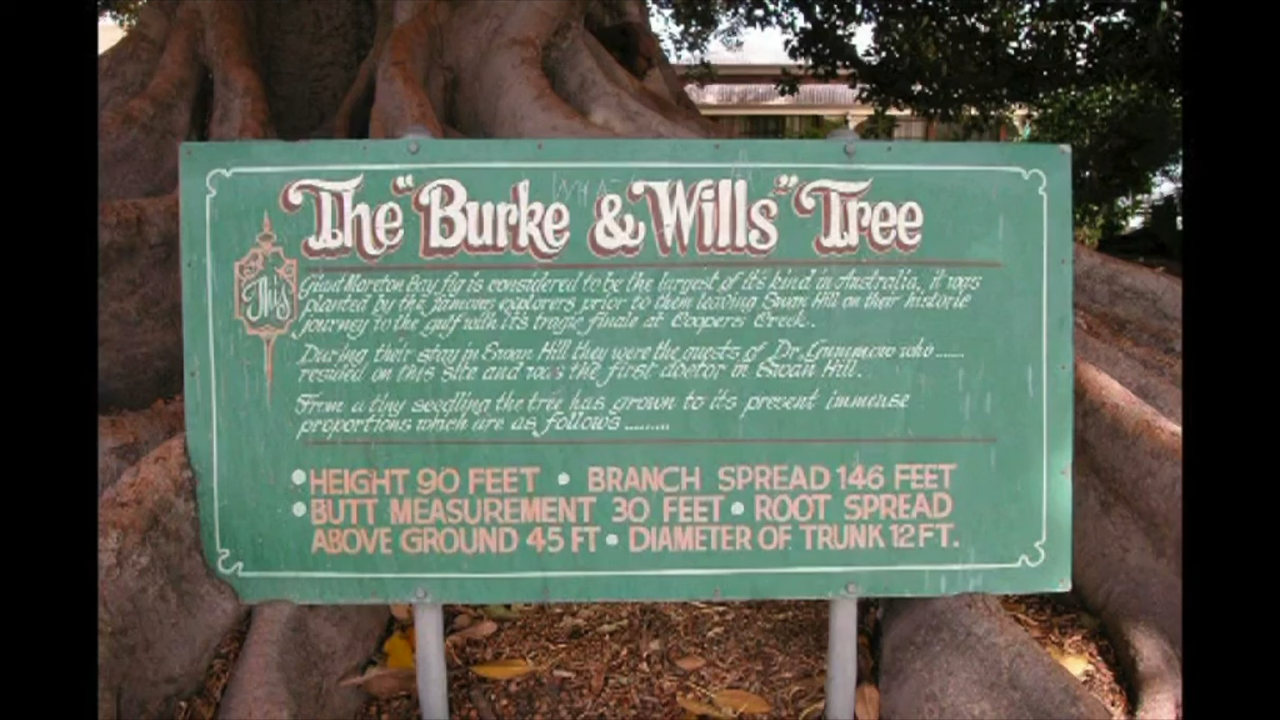 The "Burke & Wills" Tree
This Giant Moreton Bay fig is considered to be the largest of its kind in Australia, it was
planted by the famous explorers prior to them leaving Swan Hill on their historic
journey to the gulf with its tragic finale at Coopers Creek.
During their stay in Swan Hill they were the guests of Dr. Gummow who ......
resided on this site and was the first doctor in Swan Hill.
From a tiny seedling the tree has grown to its present immense
proportions which are as follows .........
• HEIGHT 90 FEET • BRANCH SPREAD 146 FEET
• BUTT MEASUREMENT 30 FEET • ROOT SPREAD
ABOVE GROUND 45 FT • DIAMETER OF TRUNK 12 FT.